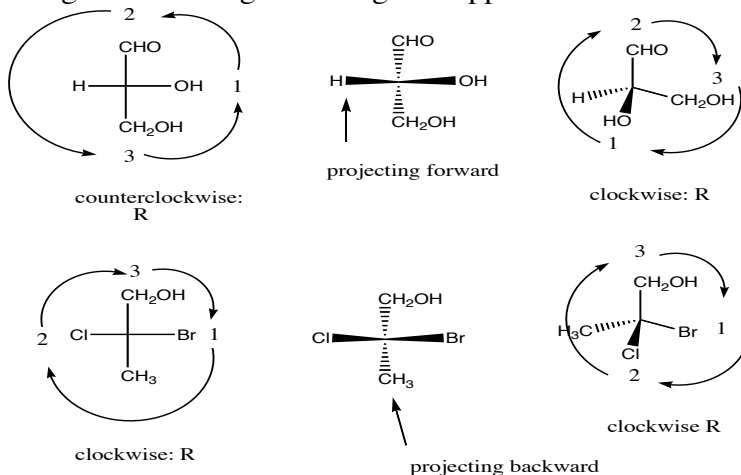 2
CHO
H
OH
1
CH2OH
3
counterclockwise:
R
CHO
H
OH
CH2OH
projecting forward
2
CHO
3
H
CH2OH
HO
1
clockwise: R
3
CH2OH
2
Cl
Br
1
CH3
clockwise: R
CH2OH
Cl
Br
CH3
projecting backward
3
CH2OH
H3C
Br
1
Cl
2
clockwise R